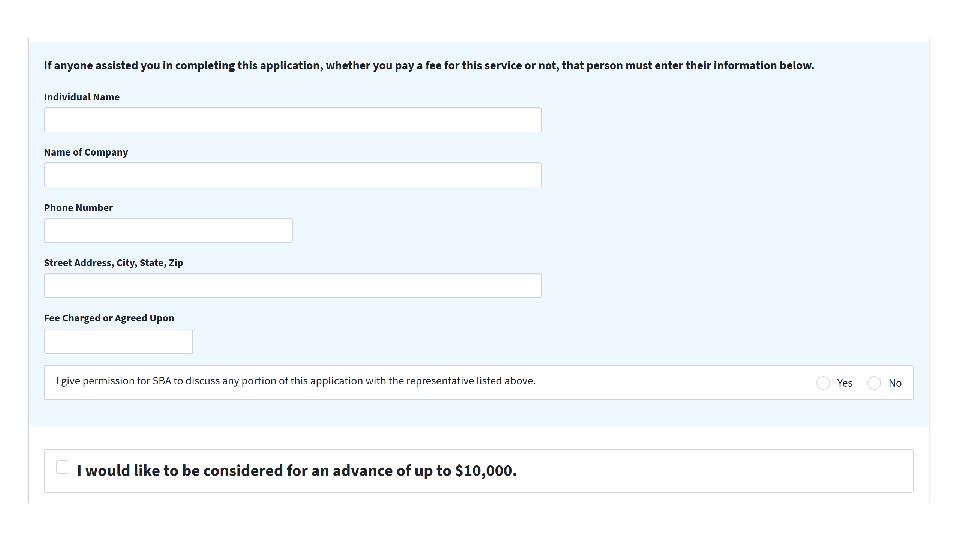 If anyone assisted you in completing this application, whether you pay a fee for this service or not, that person must enter their information below.
Individual Name
Name of Company
Phone Number
Street Address, City, State, Zip
Fee Charged or Agreed Upon
I give permission for SBA to discuss any portion of this application with the representative listed above. Yes No
I would like to be considered for an advance of up to $10,000.